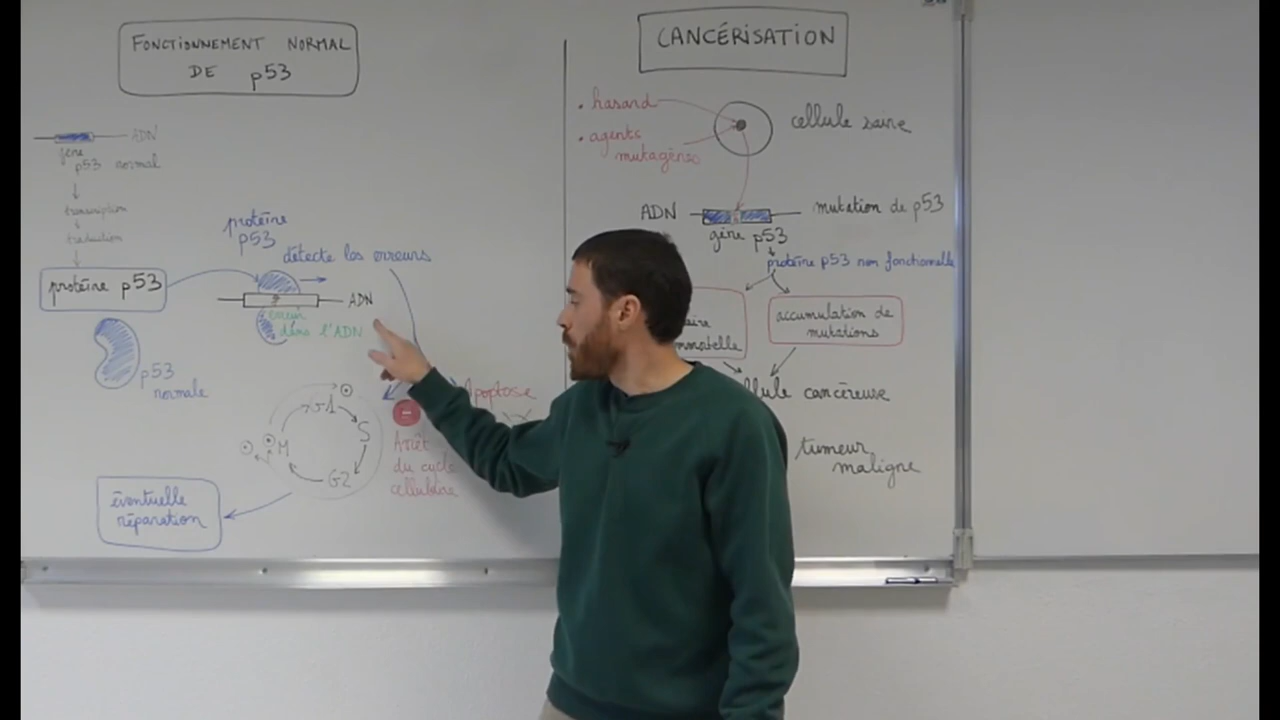 FONCTIONNEMENT NORMAL
DE p53
ADN
gène
p53 normal
transcription
traduction
protéine p53
p53
normale
protéine
p53
détecte les erreurs
ADN
erreur
dans l'ADN
G1
S
G2
M
Arrêt
du cycle
cellulaire
Apoptose
éventuelle
réparation
CANCÉRISATION
• hasard
• agents
mutagènes
cellule saine
ADN
mutation de p53
gène p53
protéine p53 non fonctionnelle
accumulation de
mutations
cancéreuse
tumeur
maligne